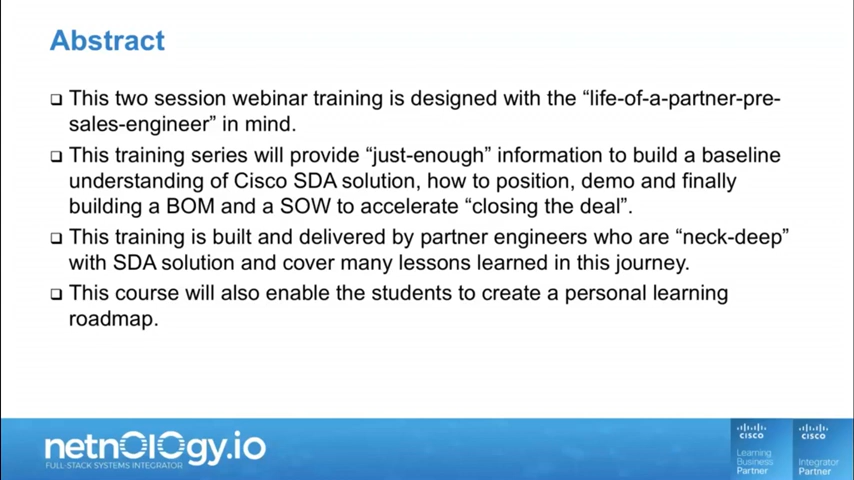 Abstract
This two session webinar training is designed with the “life-of-a-partner-pre-
sales-engineer” in mind.
This training series will provide “just-enough” information to build a baseline
understanding of Cisco SDA solution, how to position, demo and finally
building a BOM and a SOW to accelerate “closing the deal”.
This training is built and delivered by partner engineers who are “neck-deep”
with SDA solution and cover many lessons learned in this journey.
This course will also enable the students to create a personal learning
roadmap.
netnology.io
FULL-STACK SYSTEMS INTEGRATOR
CISCO
Learning
Business
Partner
CISCO
Integrator
Partner